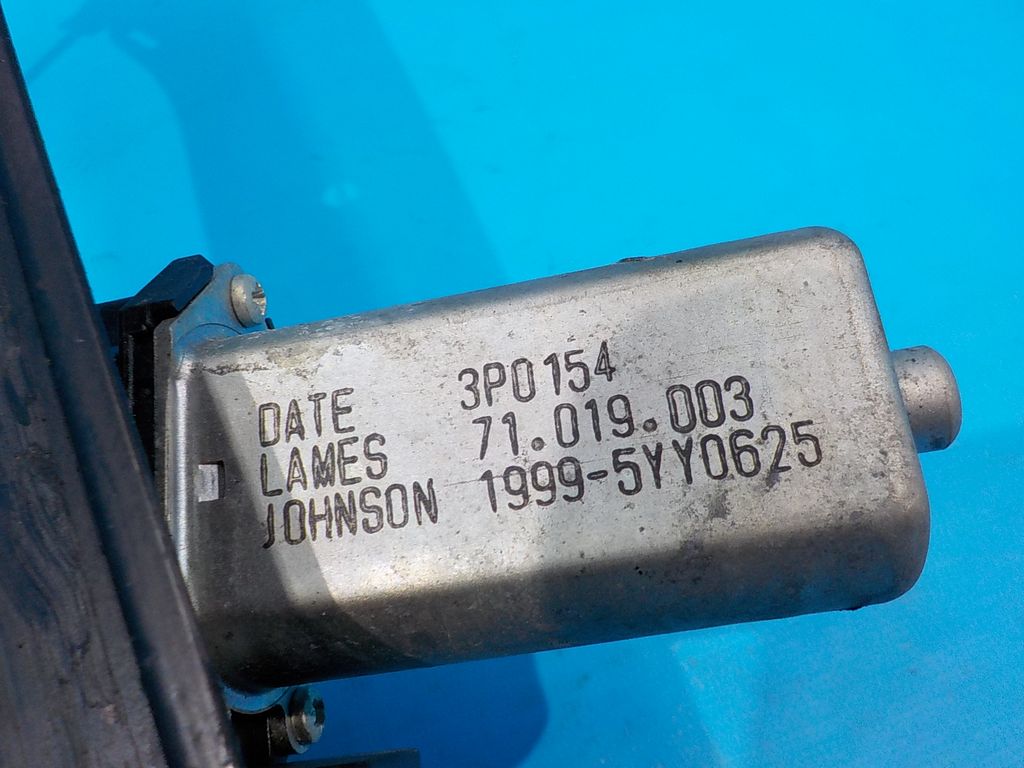 DATE 3P0154
LAMES 71.019.003
JOHNSON 1999-5YY0625